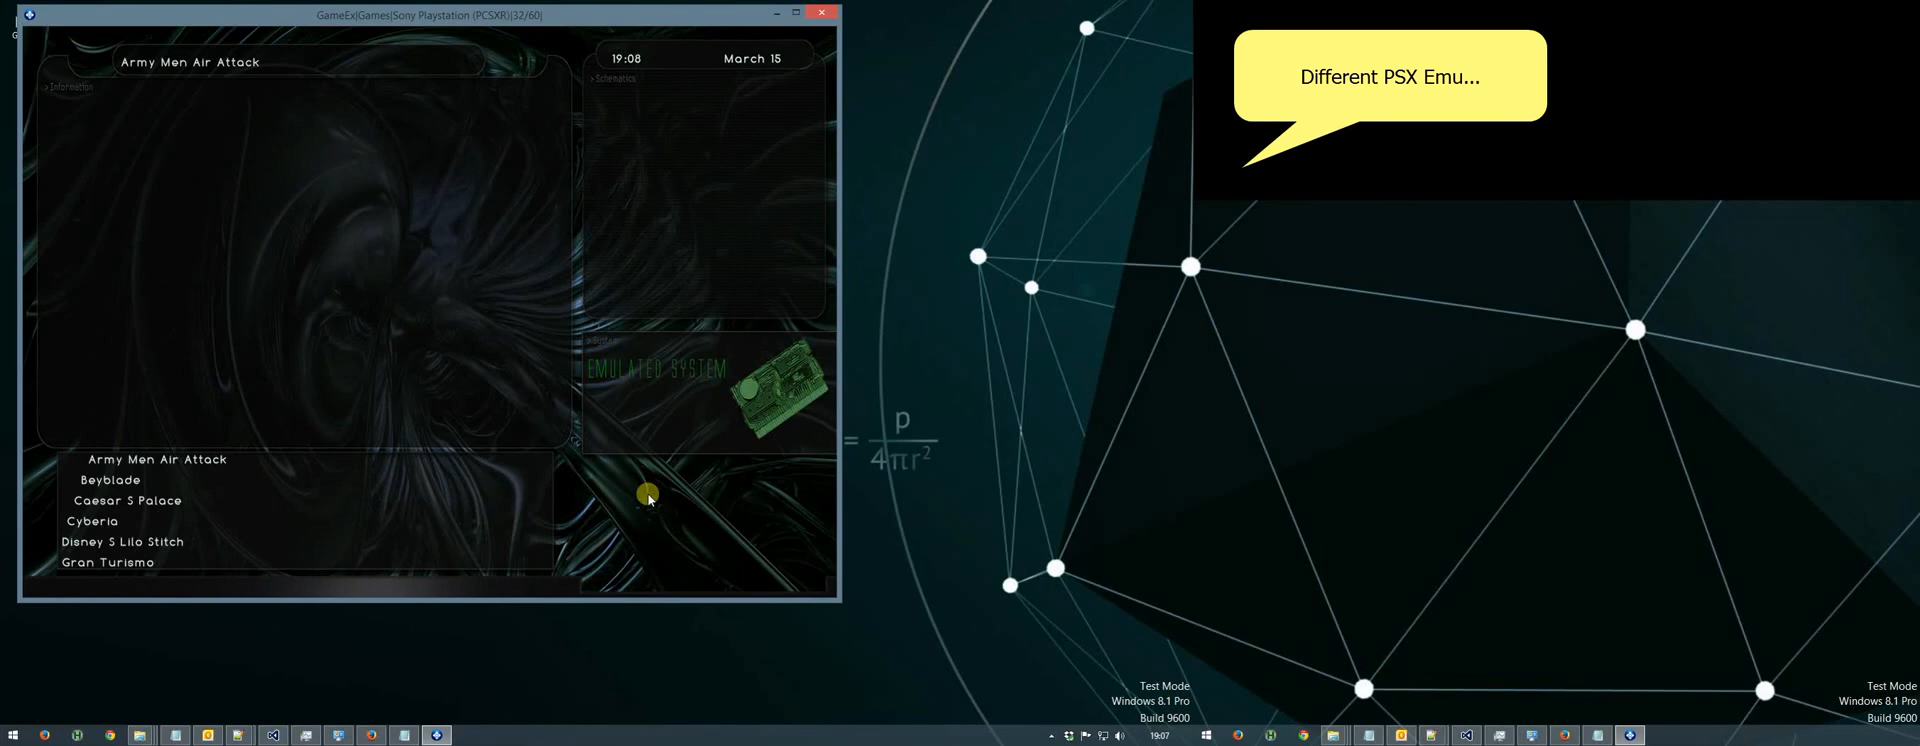 GameEx|Games|Sony Playstation (PCSXR)|32/60|
Army Men Air Attack
19:08
March 15
> Information
> Schematics
EMULATED SYSTEM
Army Men Air Attack
Beyblade
Caesar S Palace
Cyberia
Disney S Lilo Stitch
Gran Turismo
Different PSX Emu...
= p
4πr²
Test Mode
Windows 8.1 Pro
Build 9600
Test Mode
Windows 8.1 Pro
Build 9600
19:07